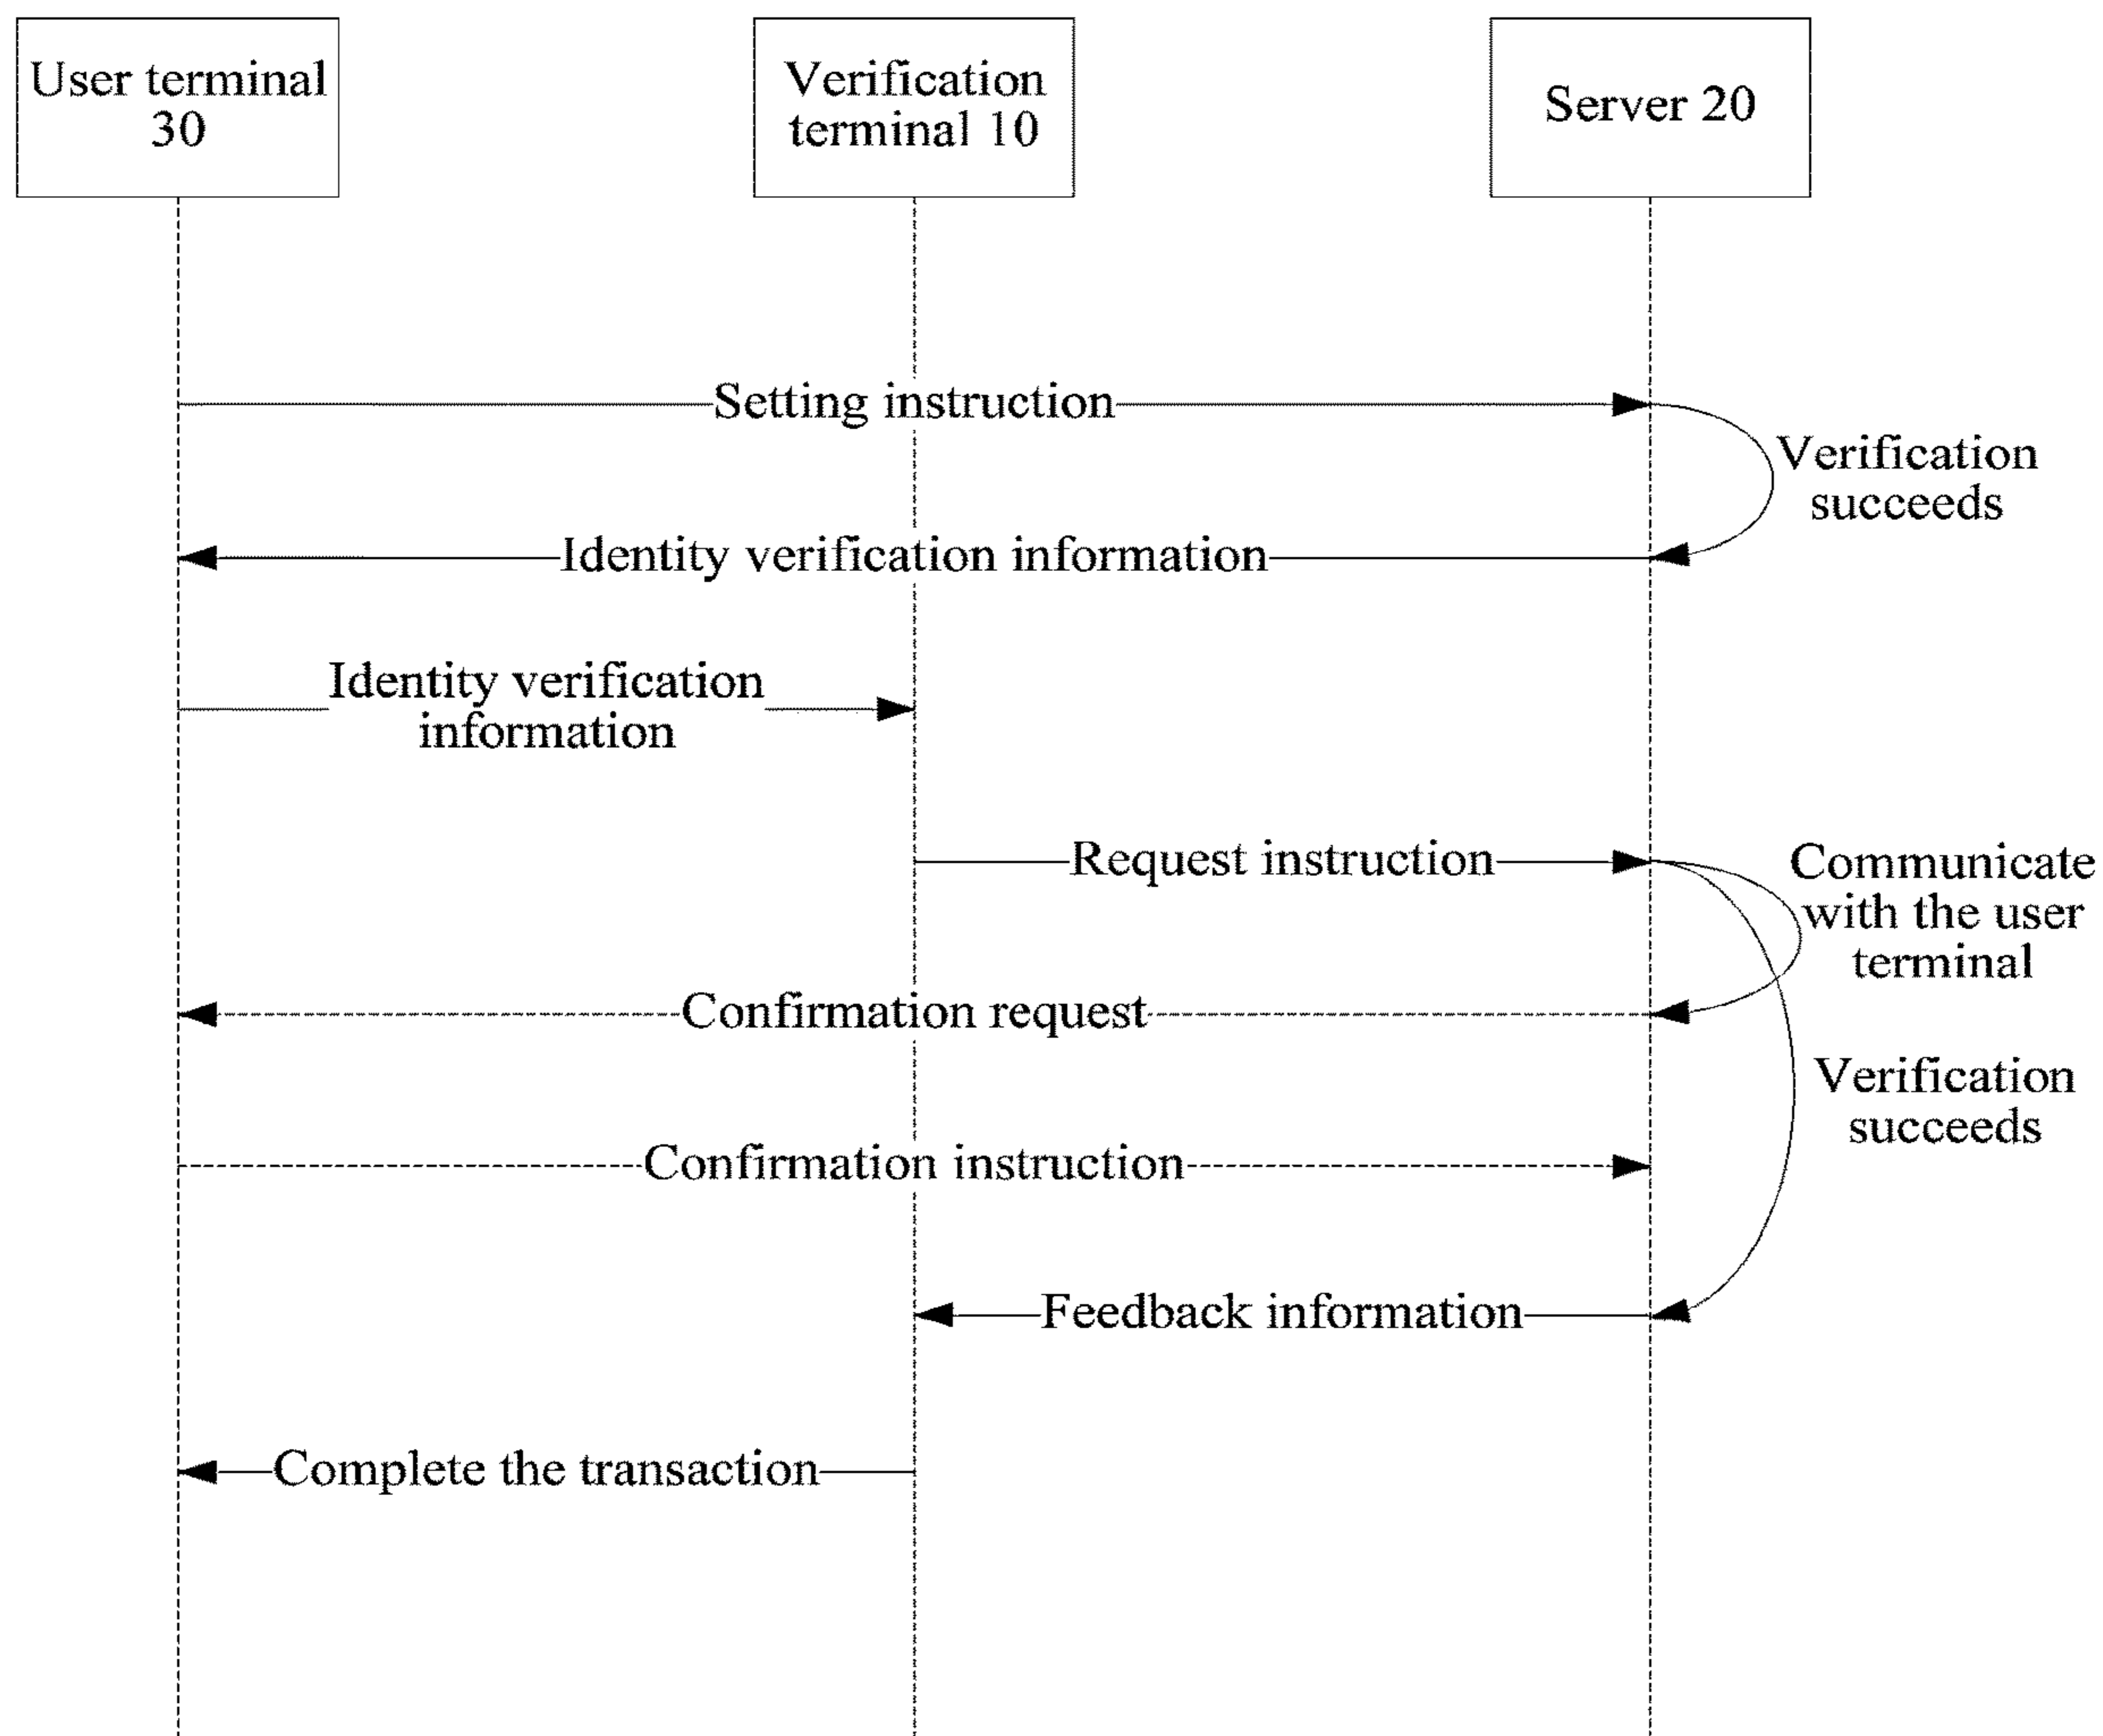 User terminal
30
Verification
terminal 10
Server 20
Setting instruction
Verification
succeeds
Identity verification information
Identity verification
information
Request instruction
Communicate
with the user
terminal
Confirmation request
Verification
succeeds
Confirmation instruction
Feedback information
Complete the transaction